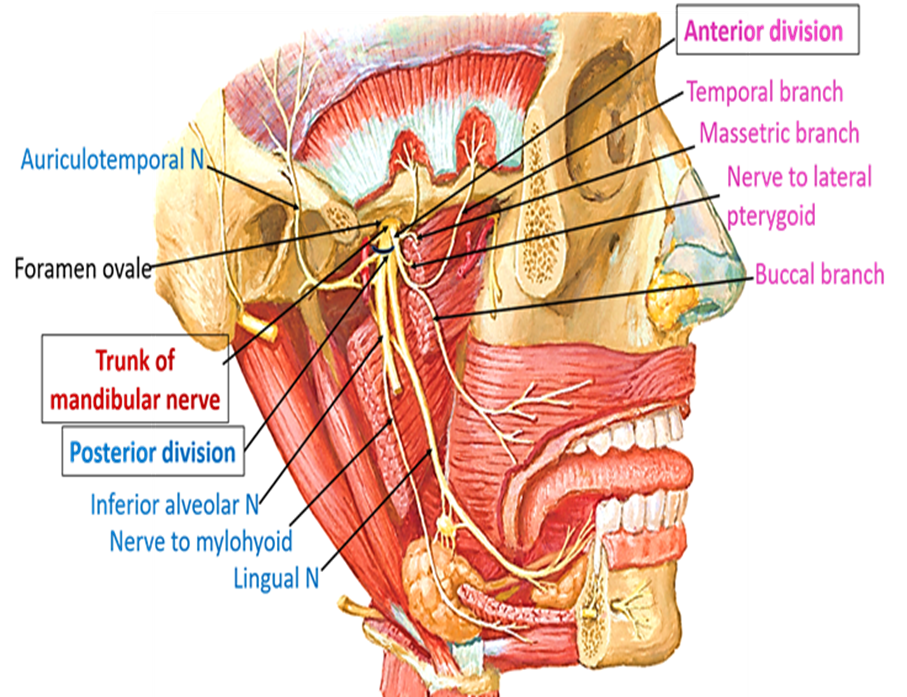 Anterior division
Temporal branch
Massetric branch
Nerve to lateral
pterygoid
Buccal branch
Auriculotemporal N
Foramen ovale
Trunk of
mandibular nerve
Posterior division
Inferior alveolar N
Nerve to mylohyoid
Lingual N